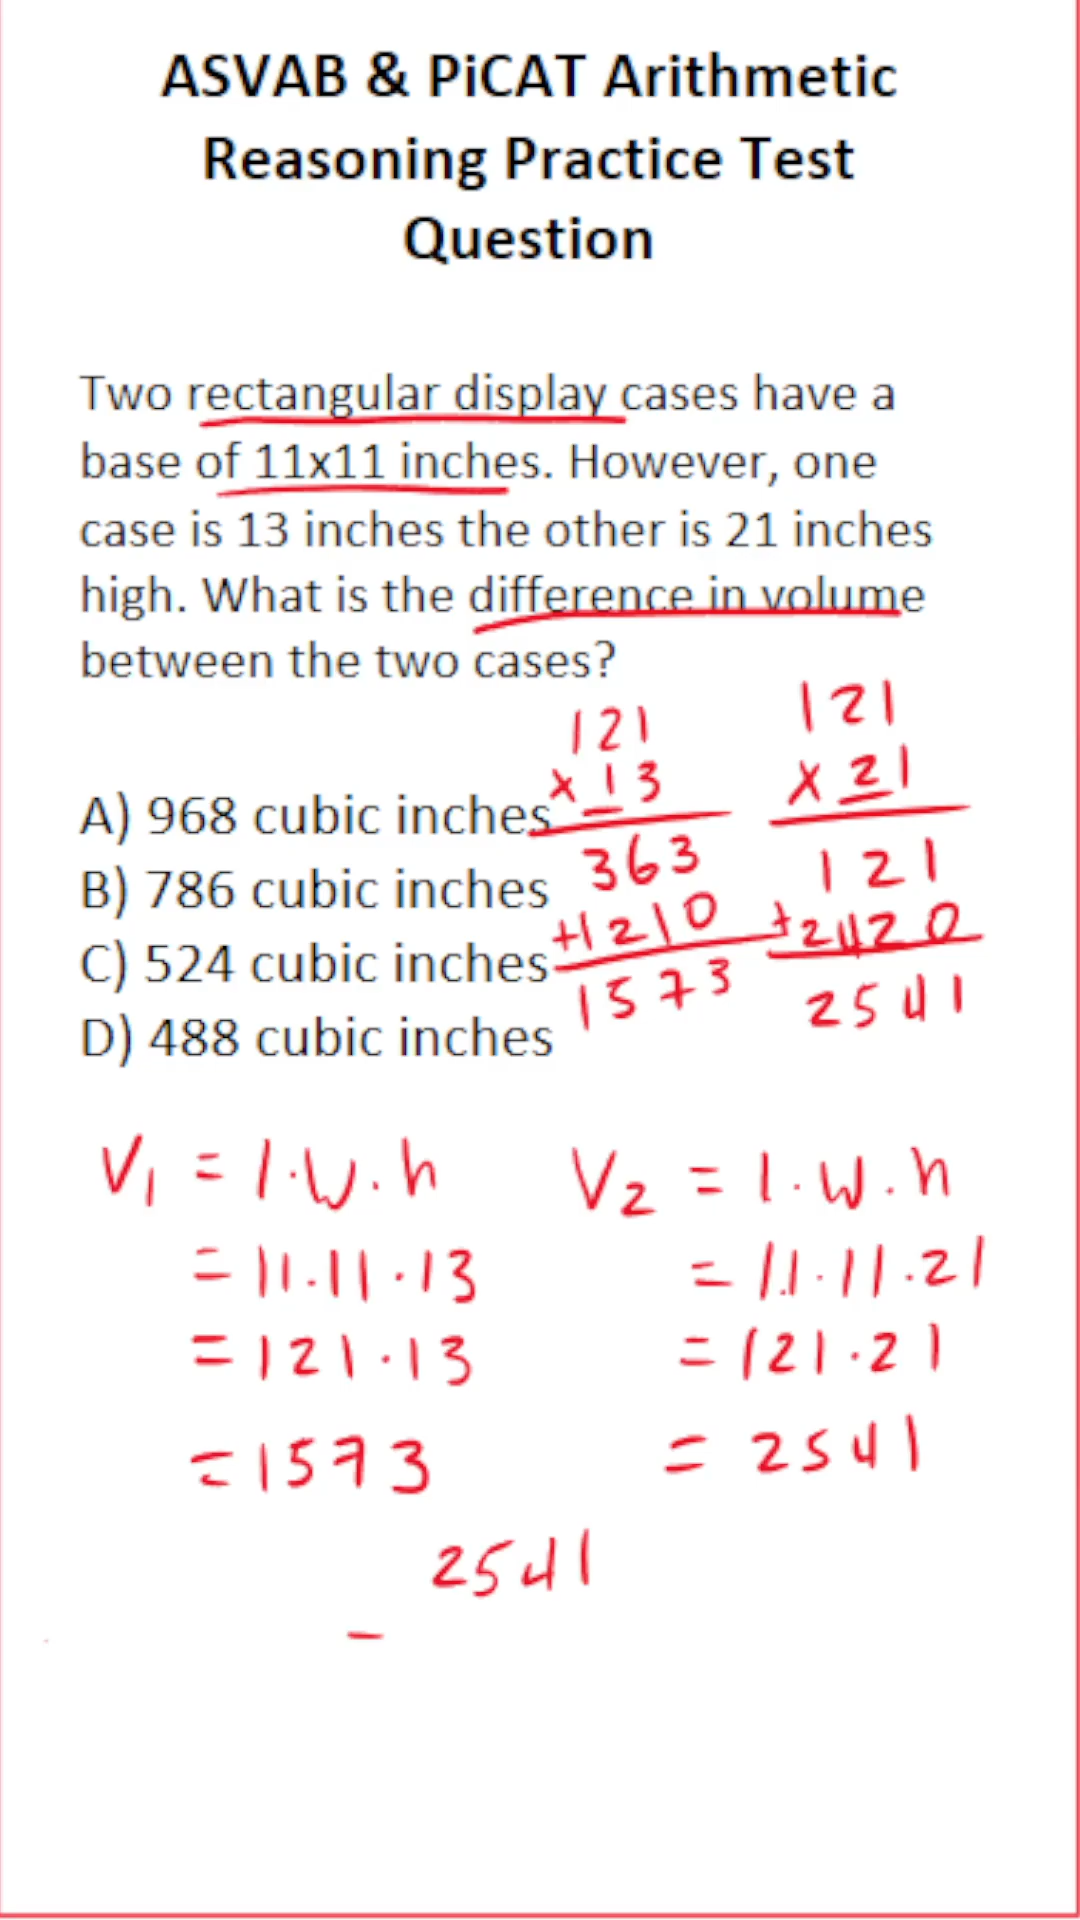 ASVAB & PiCAT Arithmetic
Reasoning Practice Test
Question
Two rectangular display cases have a
base of 11x11 inches. However, one
case is 13 inches the other is 21 inches
high. What is the difference in volume
between the two cases?
A) 968 cubic inches
B) 786 cubic inches
C) 524 cubic inches
D) 488 cubic inches
121
x 13
363
+1210
1573
121
x 21
121
+2420
2541
V1 = l·w·h
= 11·11·13
= 121·13
= 1573
V2 = l·w·h
= 11·11·21
= 121·21
= 2541
2541
-